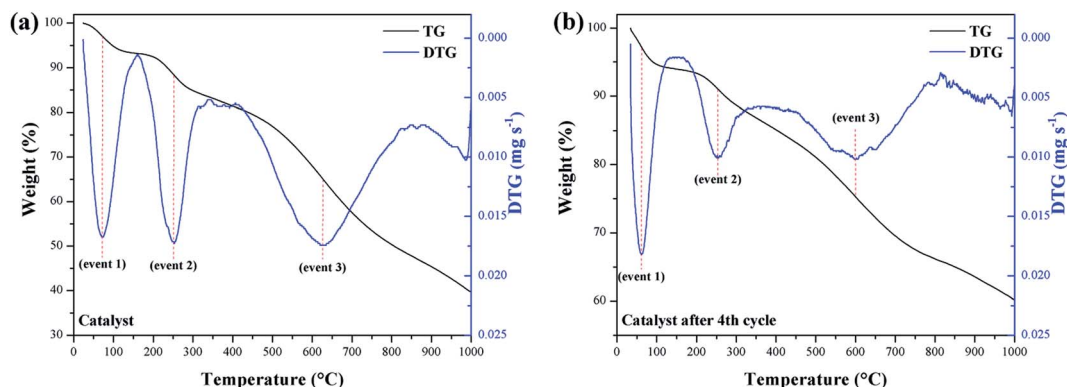 (a)
TG
DTG
100
90
80
70
60
50
40
30
Weight (%)
0.000
0.005
0.010
0.015
0.020
0.025
DTG (mg s⁻¹)
(event 1)
(event 2)
(event 3)
Catalyst
0 100 200 300 400 500 600 700 800 900 1000
Temperature (°C)
(b)
TG
DTG
100
90
80
70
60
Weight (%)
0.000
0.005
0.010
0.015
0.020
0.025
DTG (mg s⁻¹)
(event 3)
(event 2)
(event 1)
Catalyst after 4th cycle
0 100 200 300 400 500 600 700 800 900 1000
Temperature (°C)